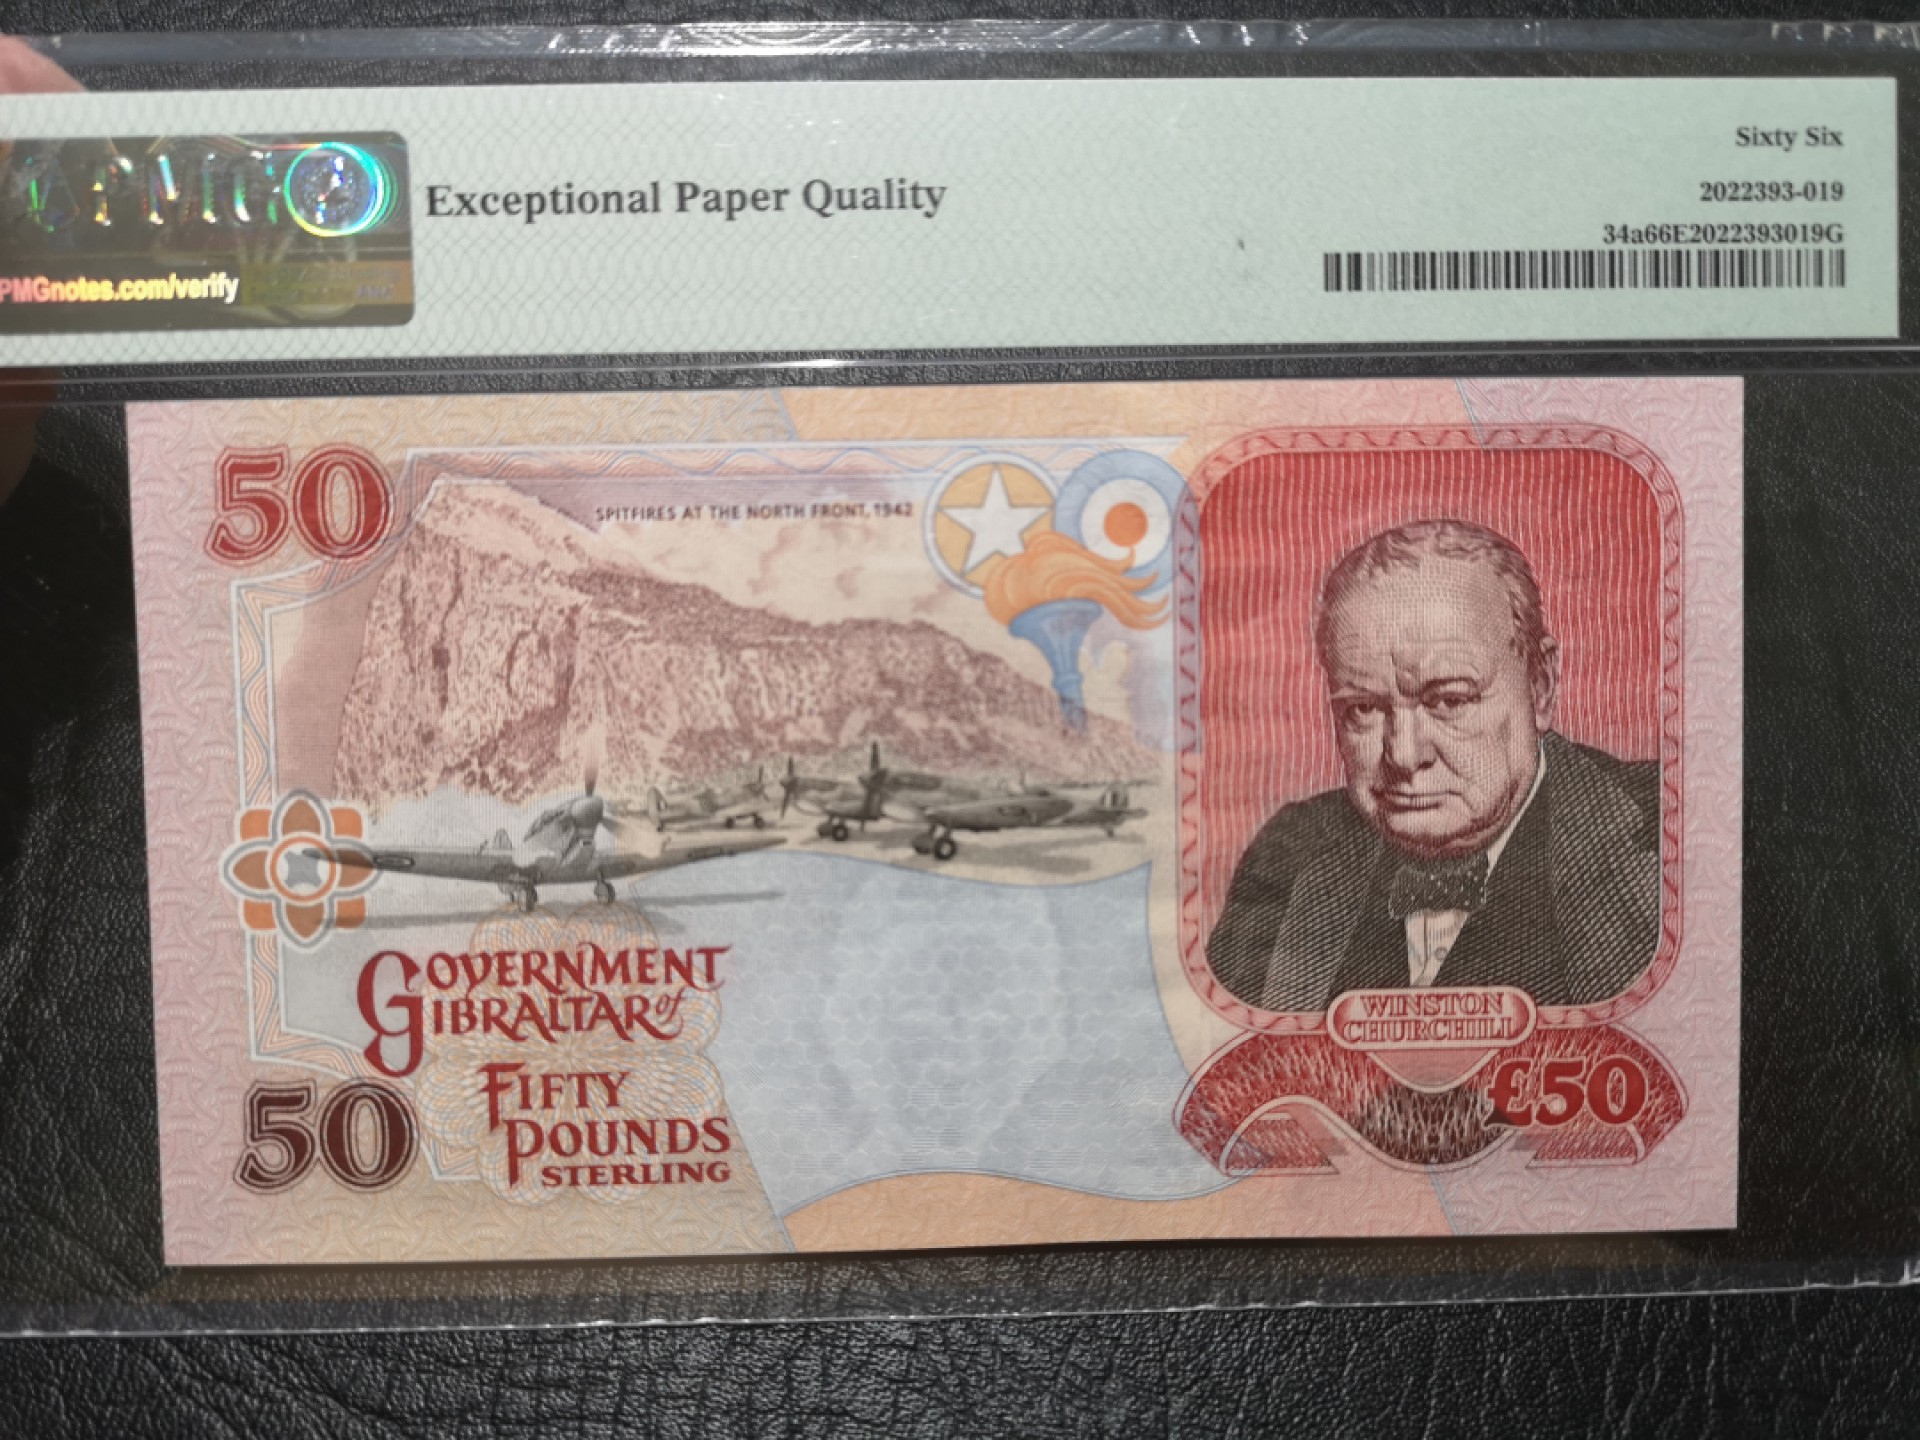 PMG
PMGnotes.com/verify
Exceptional Paper Quality
Sixty Six
2022393-019
34a66E2022393019G
50
SPITFIRES AT THE NORTH FRONT, 1942
GOVERNMENT
of GIBRALTAR
FIFTY
POUNDS
STERLING
50
WINSTON
CHURCHILL
£50